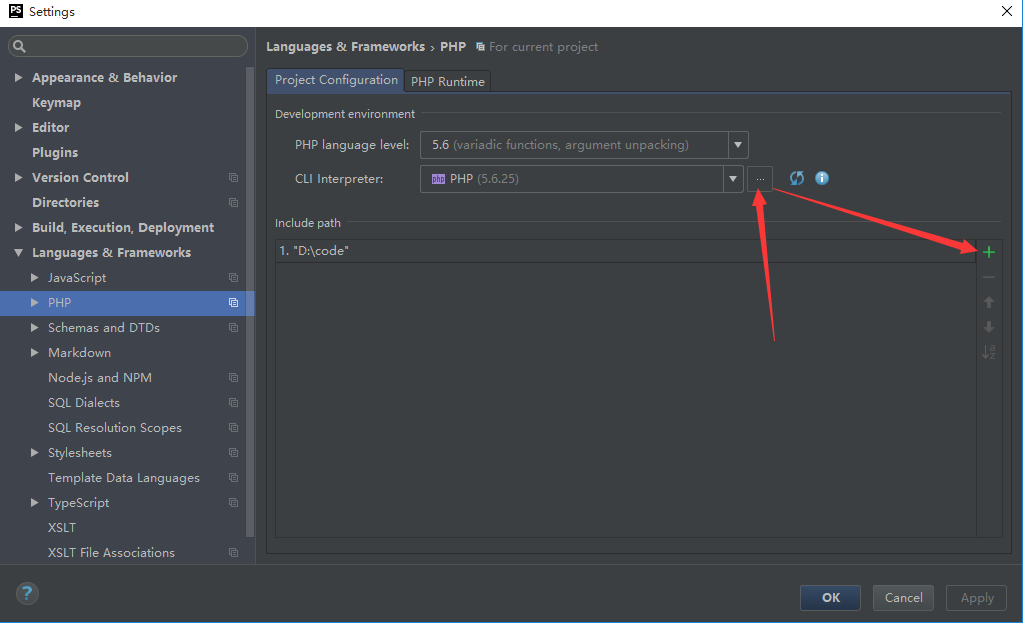 PS Settings
Languages & Frameworks › PHP For current project
Appearance & Behavior
Keymap
Editor
Plugins
Version Control
Directories
Build, Execution, Deployment
Languages & Frameworks
JavaScript
PHP
Schemas and DTDs
Markdown
Node.js and NPM
SQL Dialects
SQL Resolution Scopes
Stylesheets
Template Data Languages
TypeScript
XSLT
XSLT File Associations
Project Configuration PHP Runtime
Development environment
PHP language level: 5.6 (variadic functions, argument unpacking)
CLI Interpreter: php PHP (5.6.25) ...
Include path
1. "D:\code"
? OK Cancel Apply